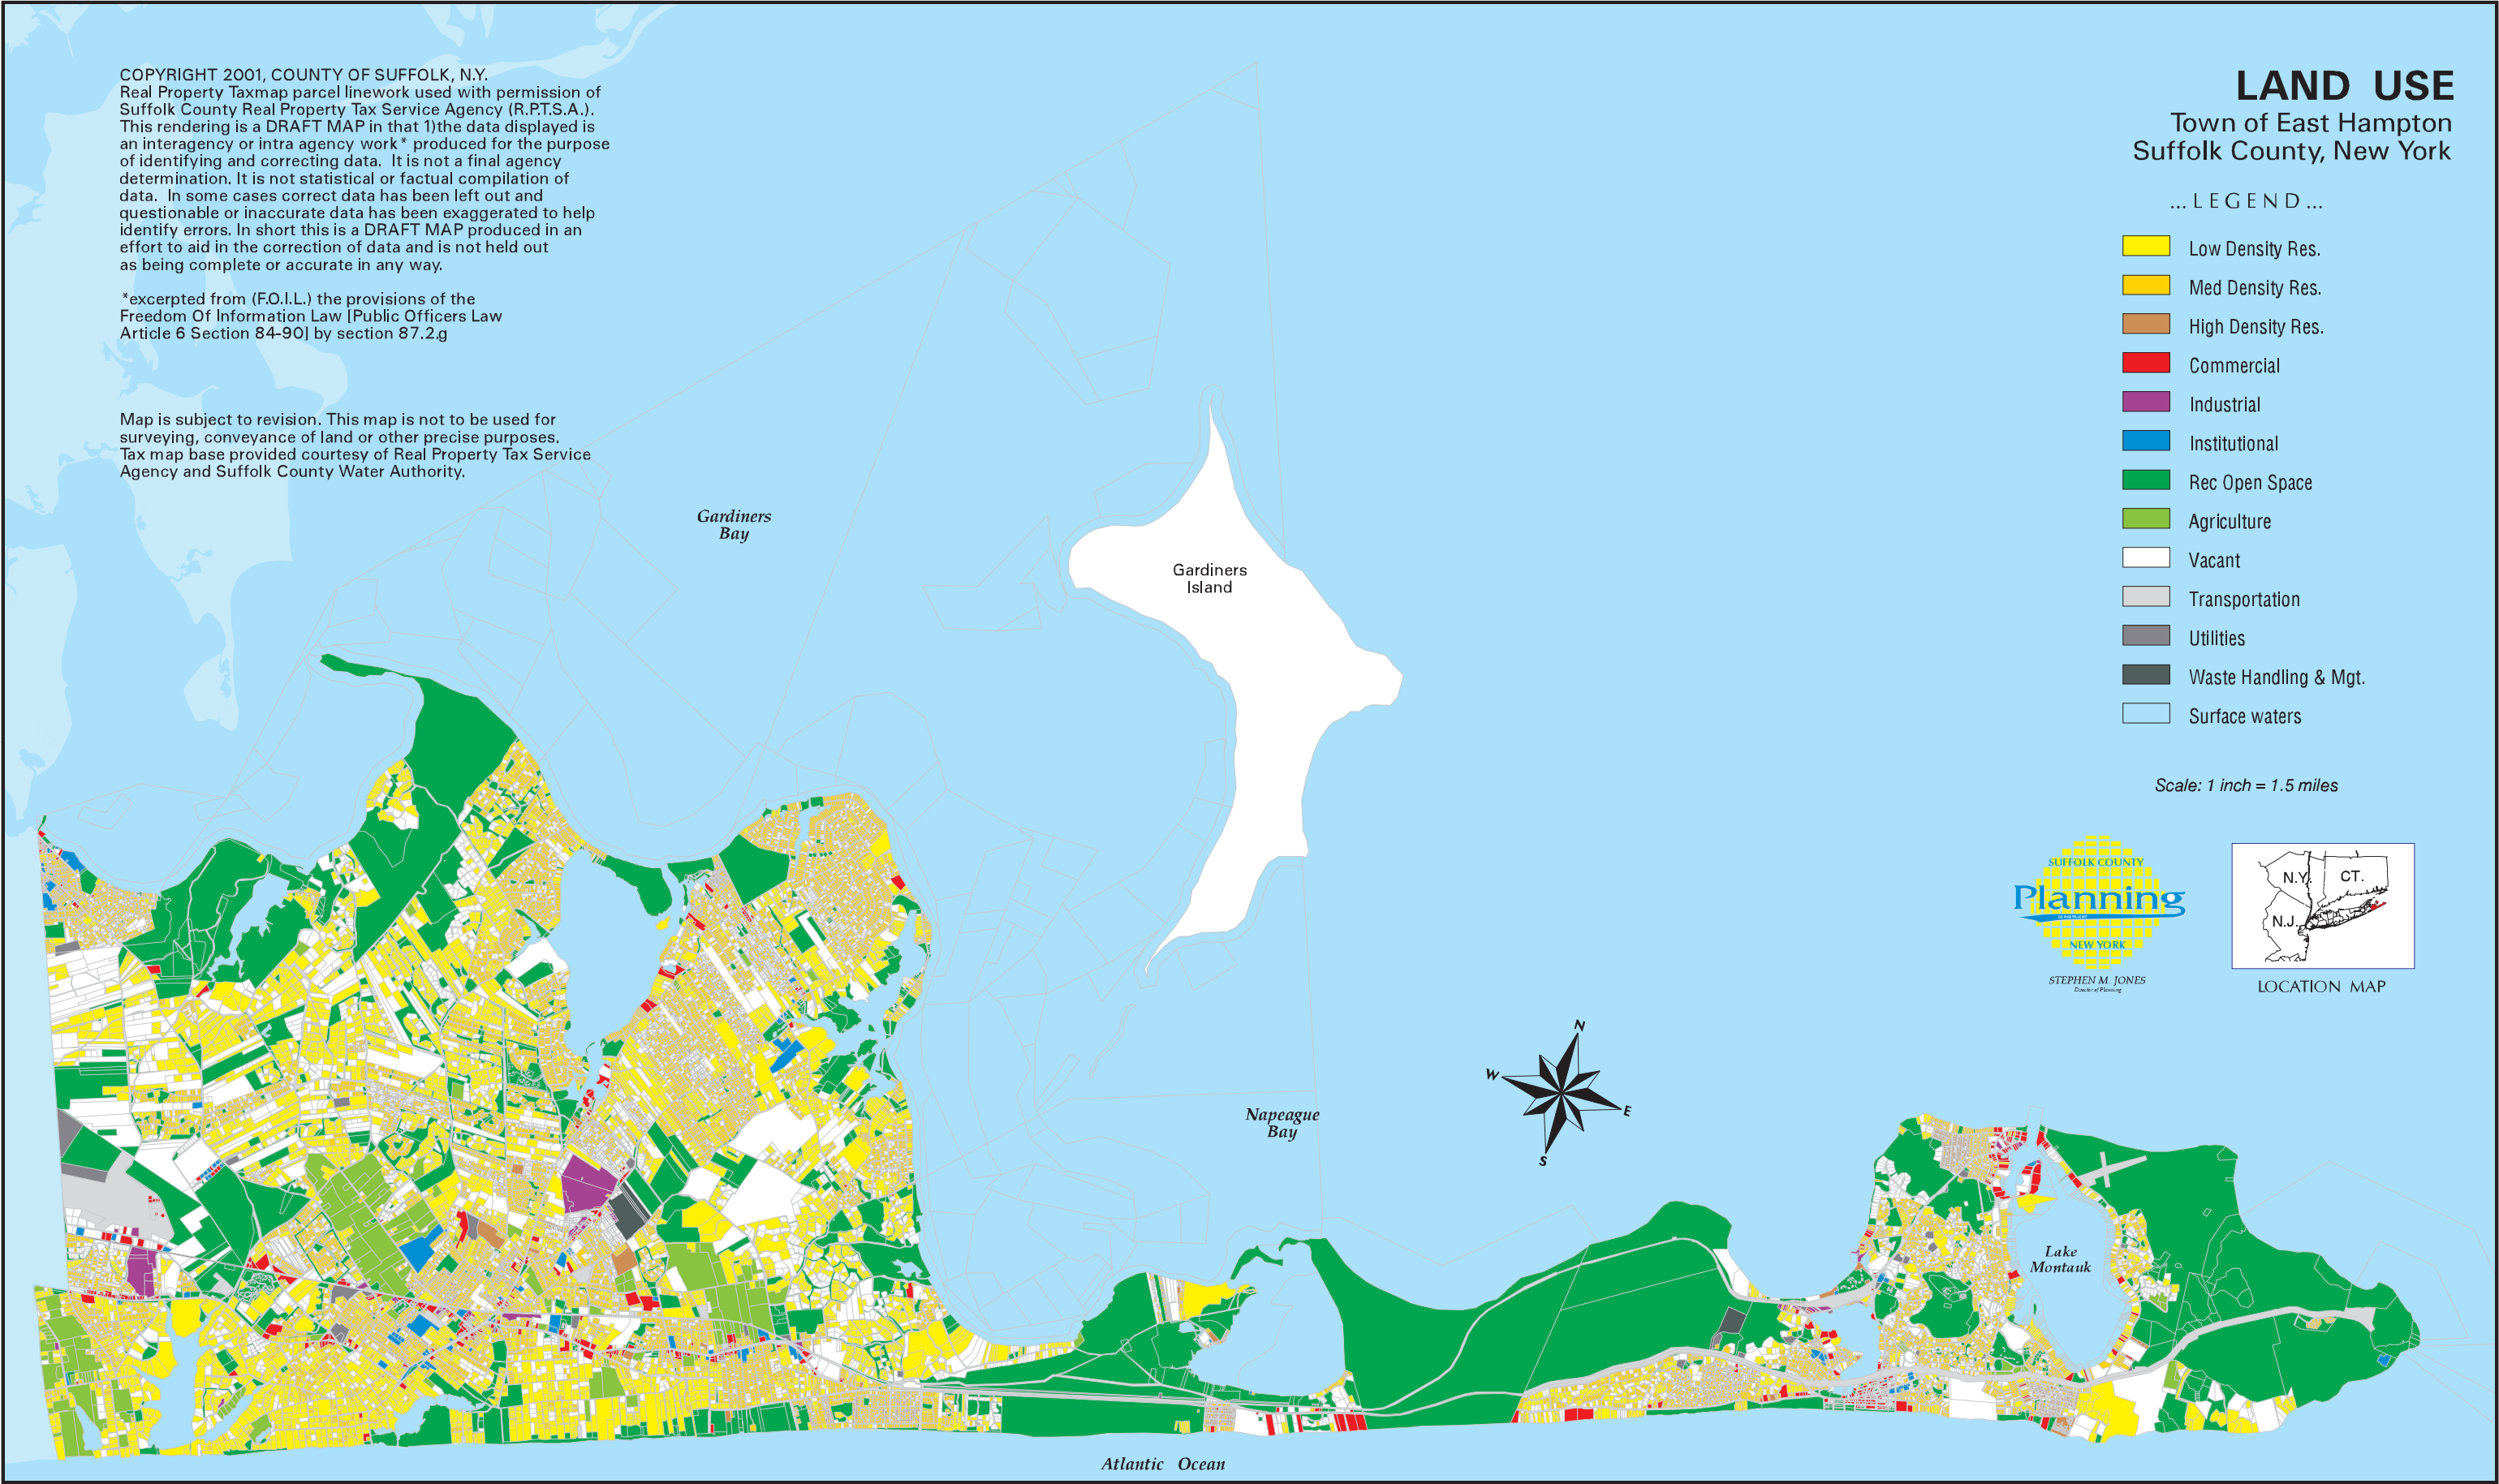 COPYRIGHT 2001, COUNTY OF SUFFOLK, N.Y.
Real Property Taxmap parcel linework used with permission of
Suffolk County Real Property Tax Service Agency (R.P.T.S.A.).
This rendering is a DRAFT MAP in that 1)the data displayed is
an interagency or intra agency work* produced for the purpose
of identifying and correcting data. It is not a final agency
determination. It is not statistical or factual compilation of
data. In some cases correct data has been left out and
questionable or inaccurate data has been exaggerated to help
identify errors. In short this is a DRAFT MAP produced in an
effort to aid in the correction of data and is not held out
as being complete or accurate in any way.
*excerpted from (F.O.I.L.) the provisions of the
Freedom Of Information Law [Public Officers Law
Article 6 Section 84-90] by section 87.2.g
Map is subject to revision. This map is not to be used for
surveying, conveyance of land or other precise purposes.
Tax map base provided courtesy of Real Property Tax Service
Agency and Suffolk County Water Authority.
LAND USE
Town of East Hampton
Suffolk County, New York
...LEGEND...
Low Density Res.
Med Density Res.
High Density Res.
Commercial
Industrial
Institutional
Rec Open Space
Agriculture
Vacant
Transportation
Utilities
Waste Handling & Mgt.
Surface waters
Scale: 1 inch = 1.5 miles
SUFFOLK COUNTY
Planning
DEPARTMENT
NEW YORK
STEPHEN M. JONES
Director of Planning
N.Y.
CT.
N.J.
LOCATION MAP
Gardiners
Bay
Gardiners
Island
Napeague
Bay
N
W
E
S
Lake
Montauk
Atlantic Ocean